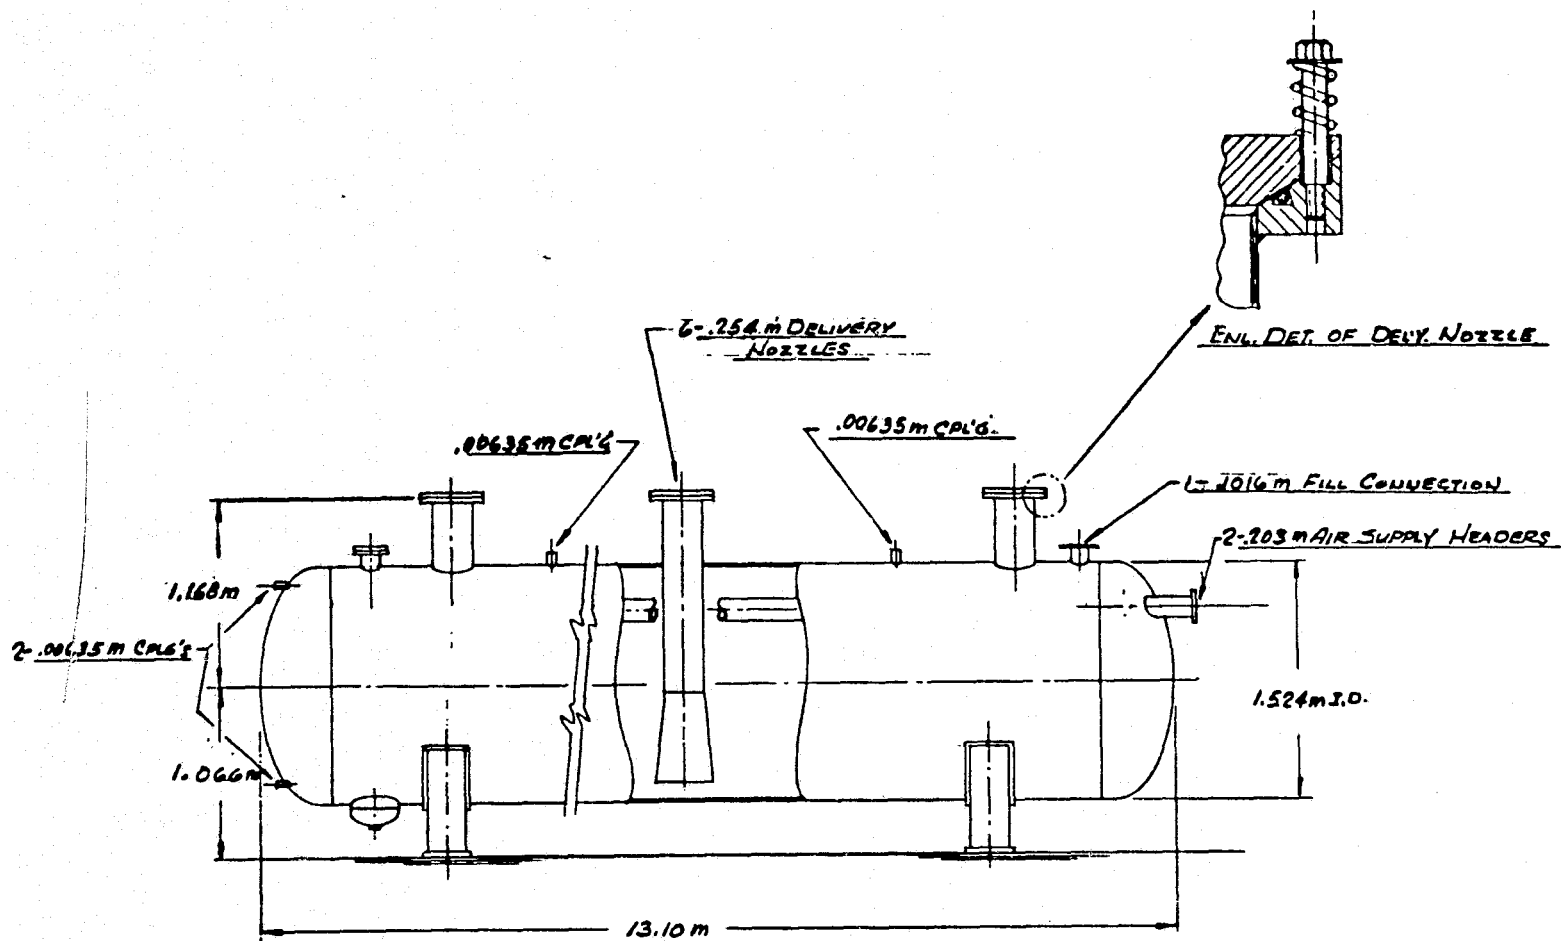 6-.254 m DELIVERY
NOZZLES
ENL. DET. OF DEL'Y. NOZZLE
.00635 m CPL'G
.00635 m CPL'G.
1-.1016 m FILL CONNECTION
2-.203 m AIR SUPPLY HEADERS
1.168 m
2-.00635 m CPLG'S
1.524 m I.D.
1.066 m
13.10 m